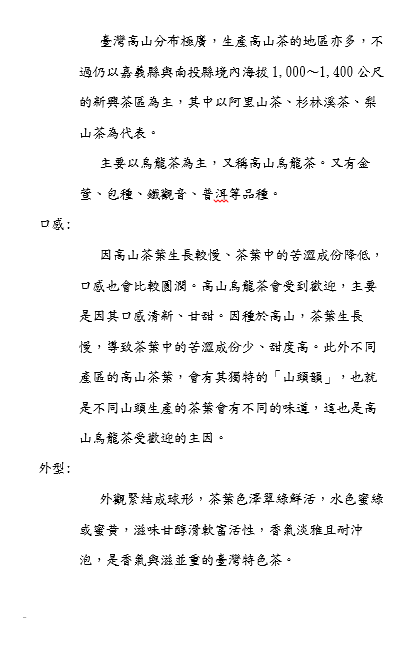 臺灣高山分布極廣，生產高山茶的地區亦多，不
過仍以嘉義縣與南投縣境內海拔1,000～1,400公尺
的新興茶區為主，其中以阿里山茶、杉林溪茶、梨
山茶為代表。
主要以烏龍茶為主，又稱高山烏龍茶。又有金
萱、包種、鐵觀音、普洱等品種。
口感:
因高山茶葉生長較慢、茶葉中的苦澀成份降低，
口感也會比較圓潤。高山烏龍茶會受到歡迎，主要
是因其口感清新、甘甜。因種於高山，茶葉生長
慢，導致茶葉中的苦澀成份少、甜度高。此外不同
產區的高山茶葉，會有其獨特的「山頭韻」，也就
是不同山頭生產的茶葉會有不同的味道，這也是高
山烏龍茶受歡迎的主因。
外型:
外觀緊結成球形，茶葉色澤翠綠鮮活，水色蜜綠
或蜜黃，滋味甘醇滑軟富活性，香氣淡雅且耐沖
泡，是香氣與滋並重的臺灣特色茶。